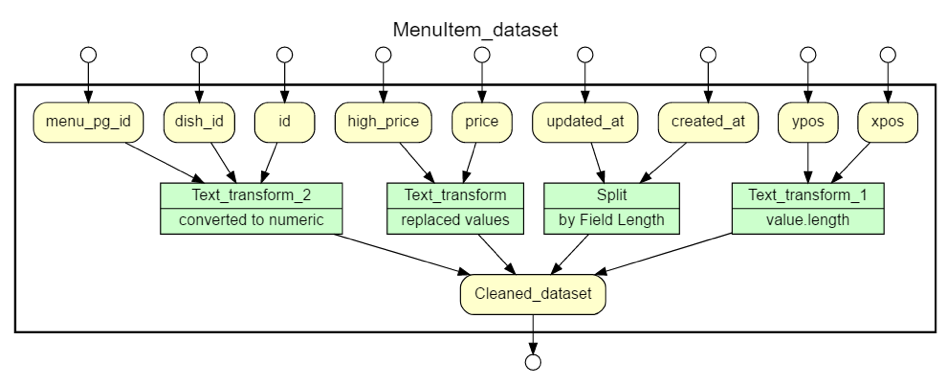 MenuItem_dataset
menu_pg_id
dish_id
id
high_price
price
updated_at
created_at
ypos
xpos
Text_transform_2
converted to numeric
Text_transform
replaced values
Split
by Field Length
Text_transform_1
value.length
Cleaned_dataset